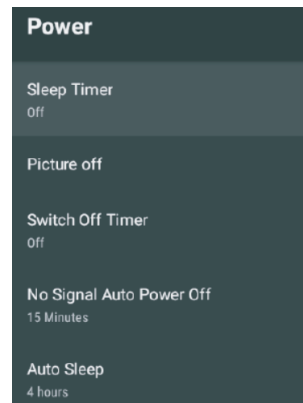 Power
Sleep Timer
Off
Picture off
Switch Off Timer
Off
No Signal Auto Power Off
15 Minutes
Auto Sleep
4 hours